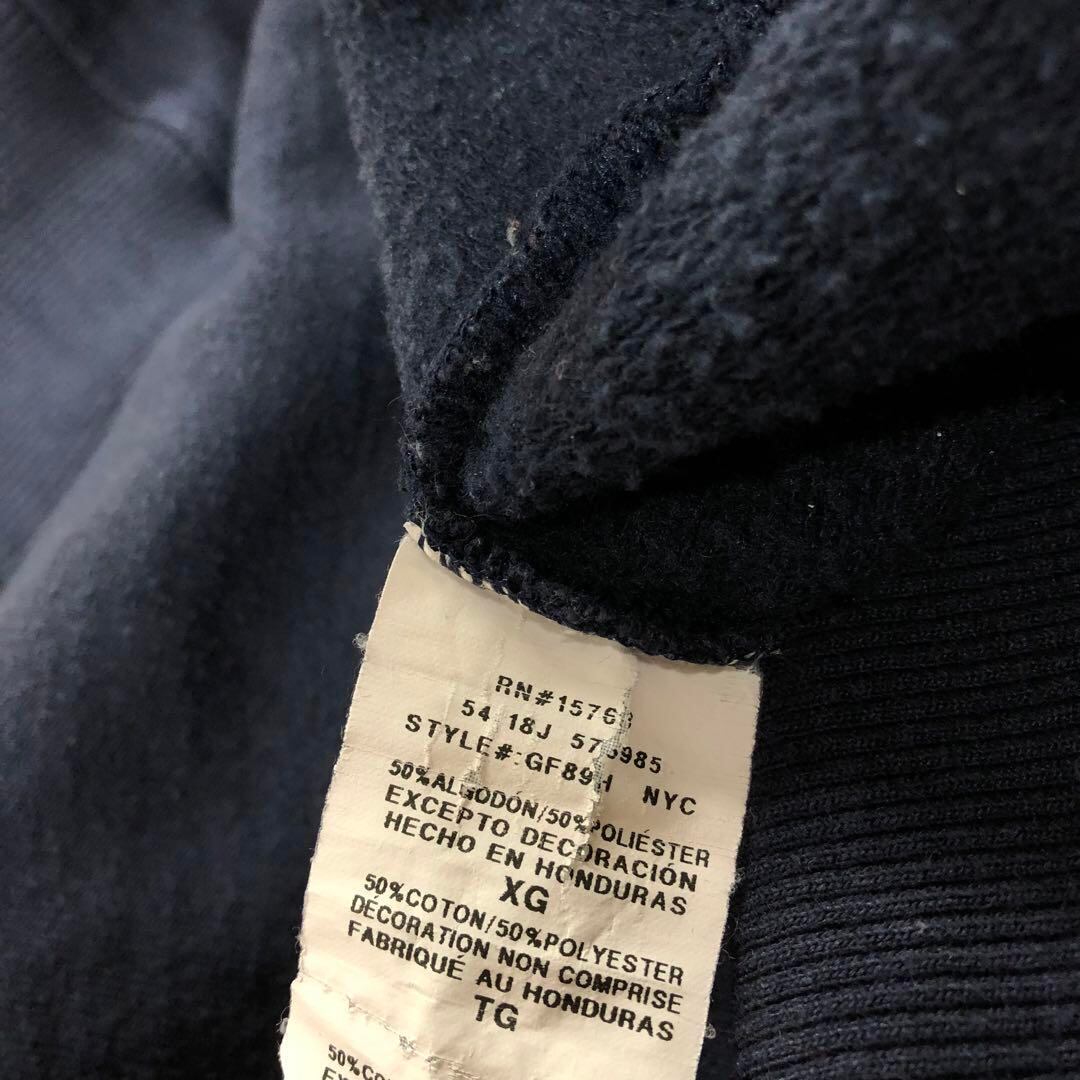 RN#15763
54 18J 575985
STYLE#:GF89H NYC
50%ALGODÓN/50%POLIÉSTER
EXCEPTO DECORACIÓN
HECHO EN HONDURAS
XG
50%COTON/50%POLYESTER
DÉCORATION NON COMPRISE
FABRIQUÉ AU HONDURAS
TG